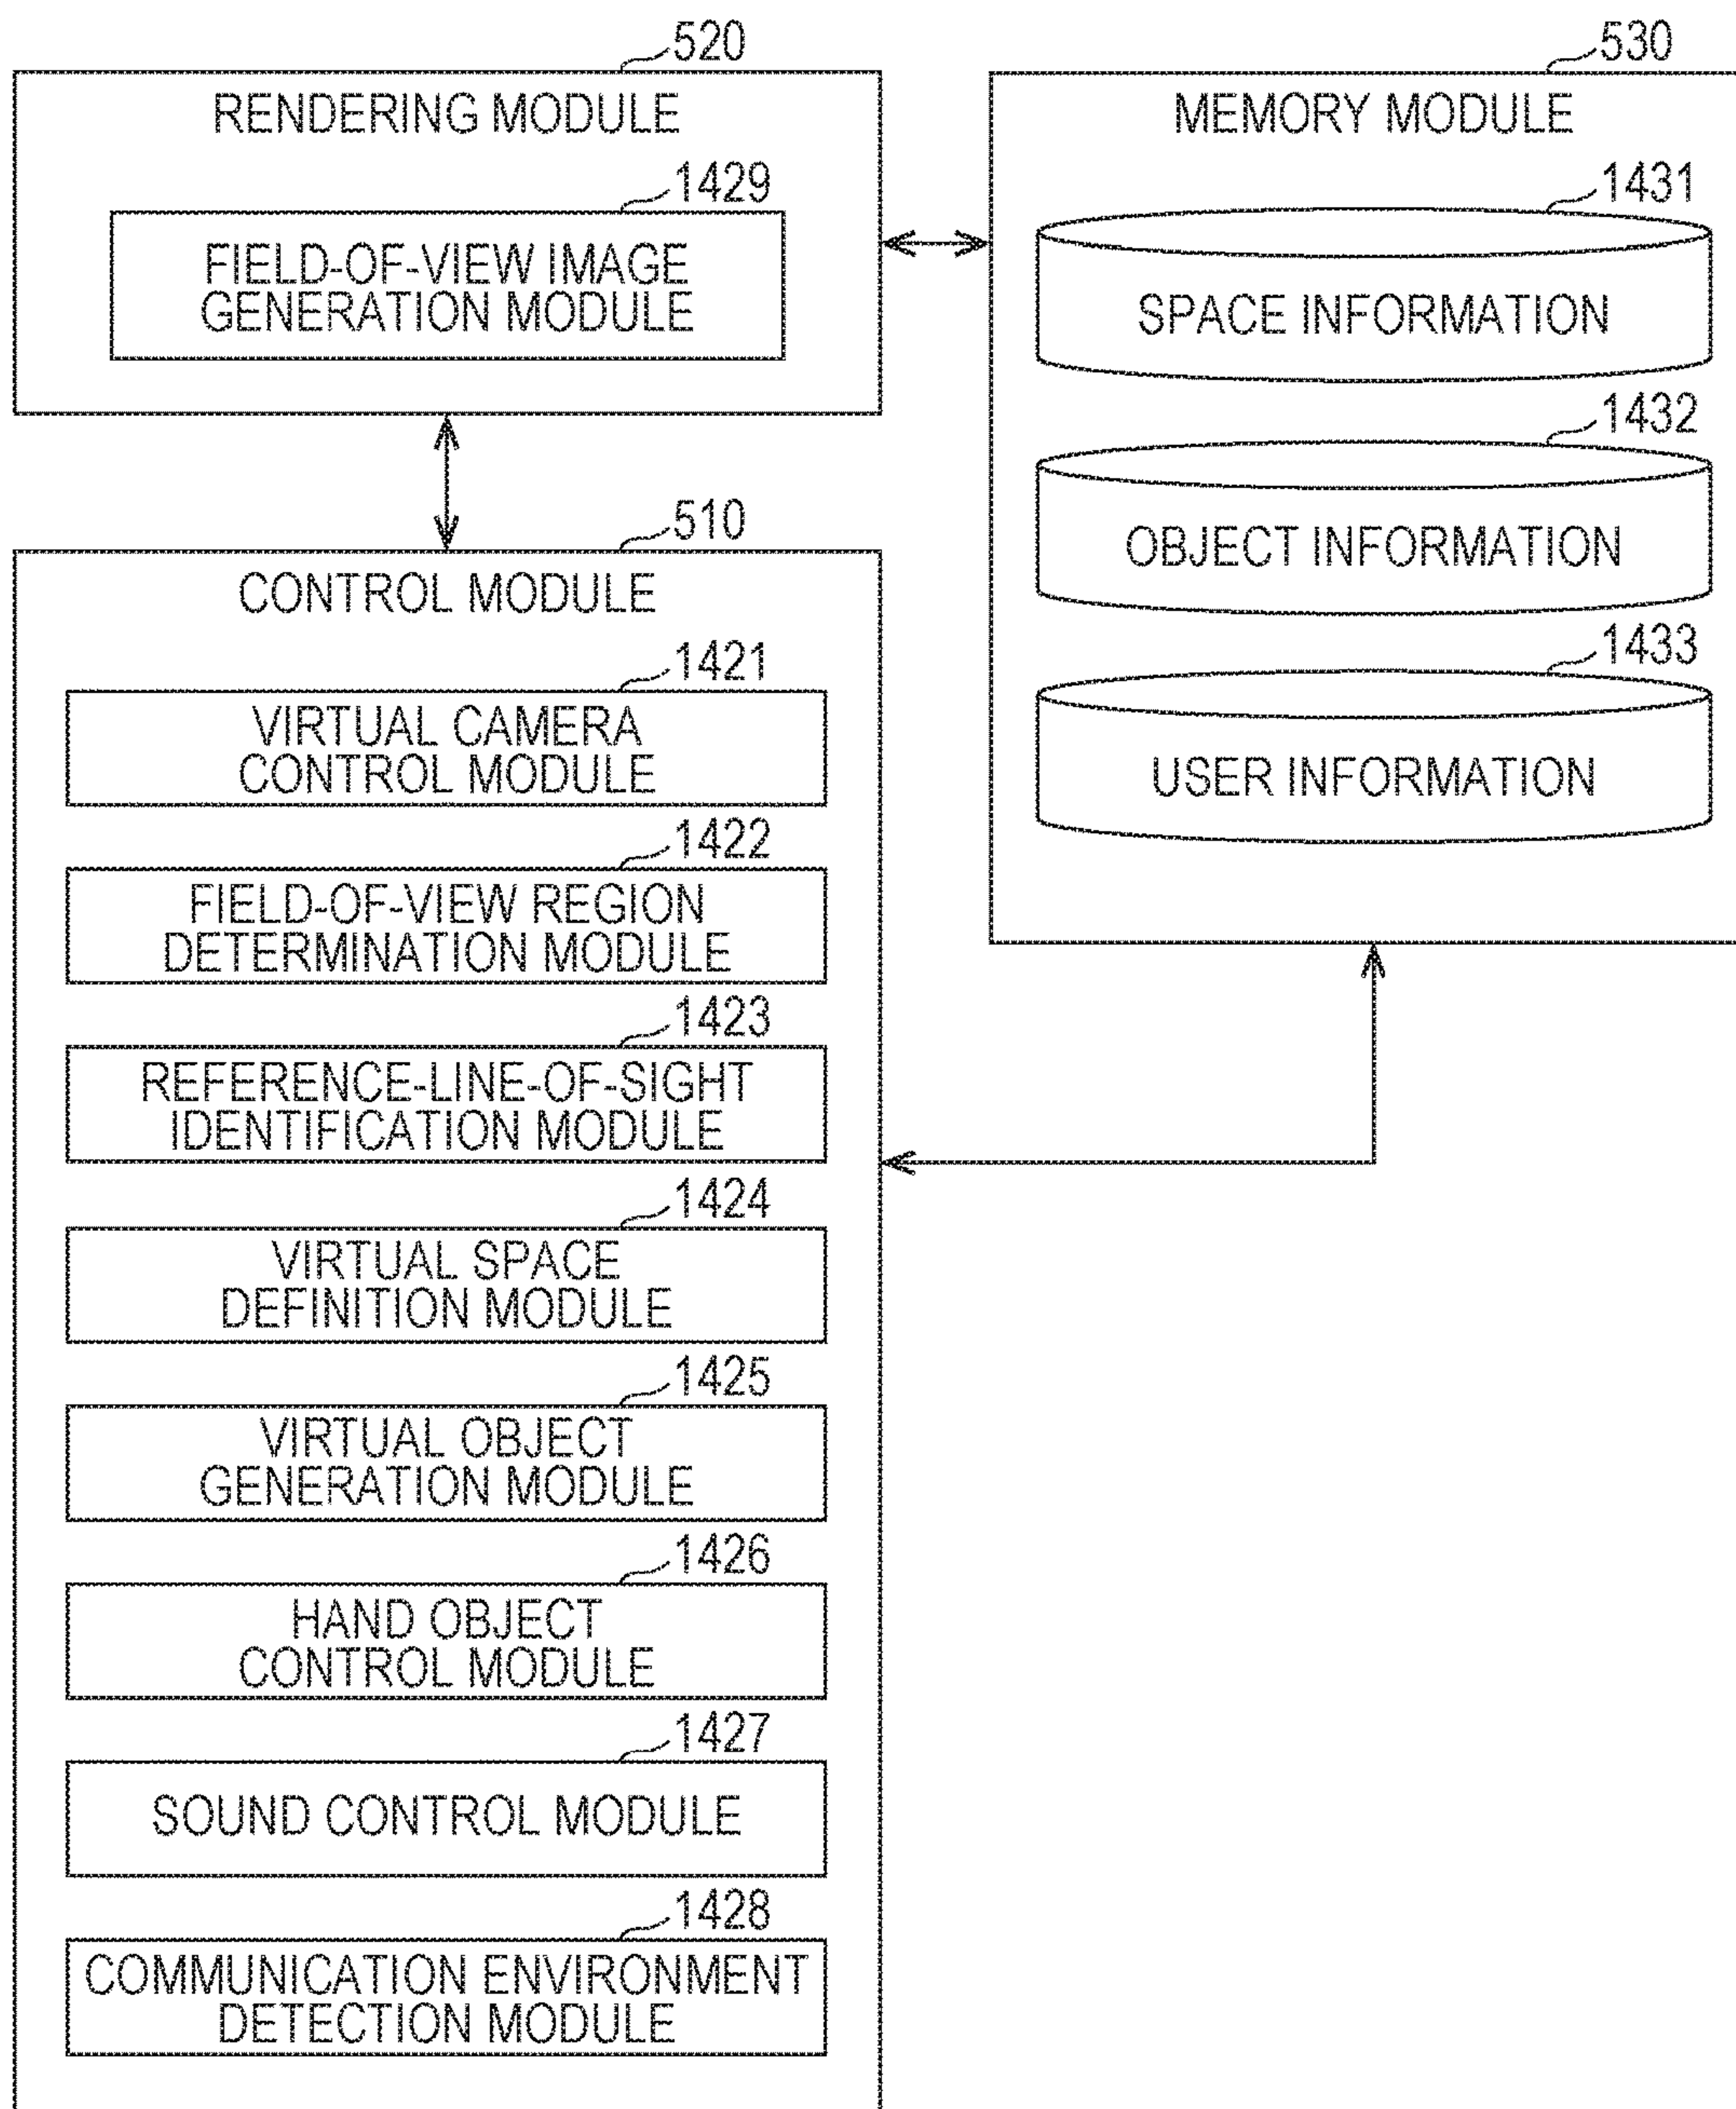 520
RENDERING MODULE
1429
FIELD-OF-VIEW IMAGE
GENERATION MODULE
530
MEMORY MODULE
1431
SPACE INFORMATION
1432
OBJECT INFORMATION
1433
USER INFORMATION
510
CONTROL MODULE
1421
VIRTUAL CAMERA
CONTROL MODULE
1422
FIELD-OF-VIEW REGION
DETERMINATION MODULE
1423
REFERENCE-LINE-OF-SIGHT
IDENTIFICATION MODULE
1424
VIRTUAL SPACE
DEFINITION MODULE
1425
VIRTUAL OBJECT
GENERATION MODULE
1426
HAND OBJECT
CONTROL MODULE
1427
SOUND CONTROL MODULE
1428
COMMUNICATION ENVIRONMENT
DETECTION MODULE